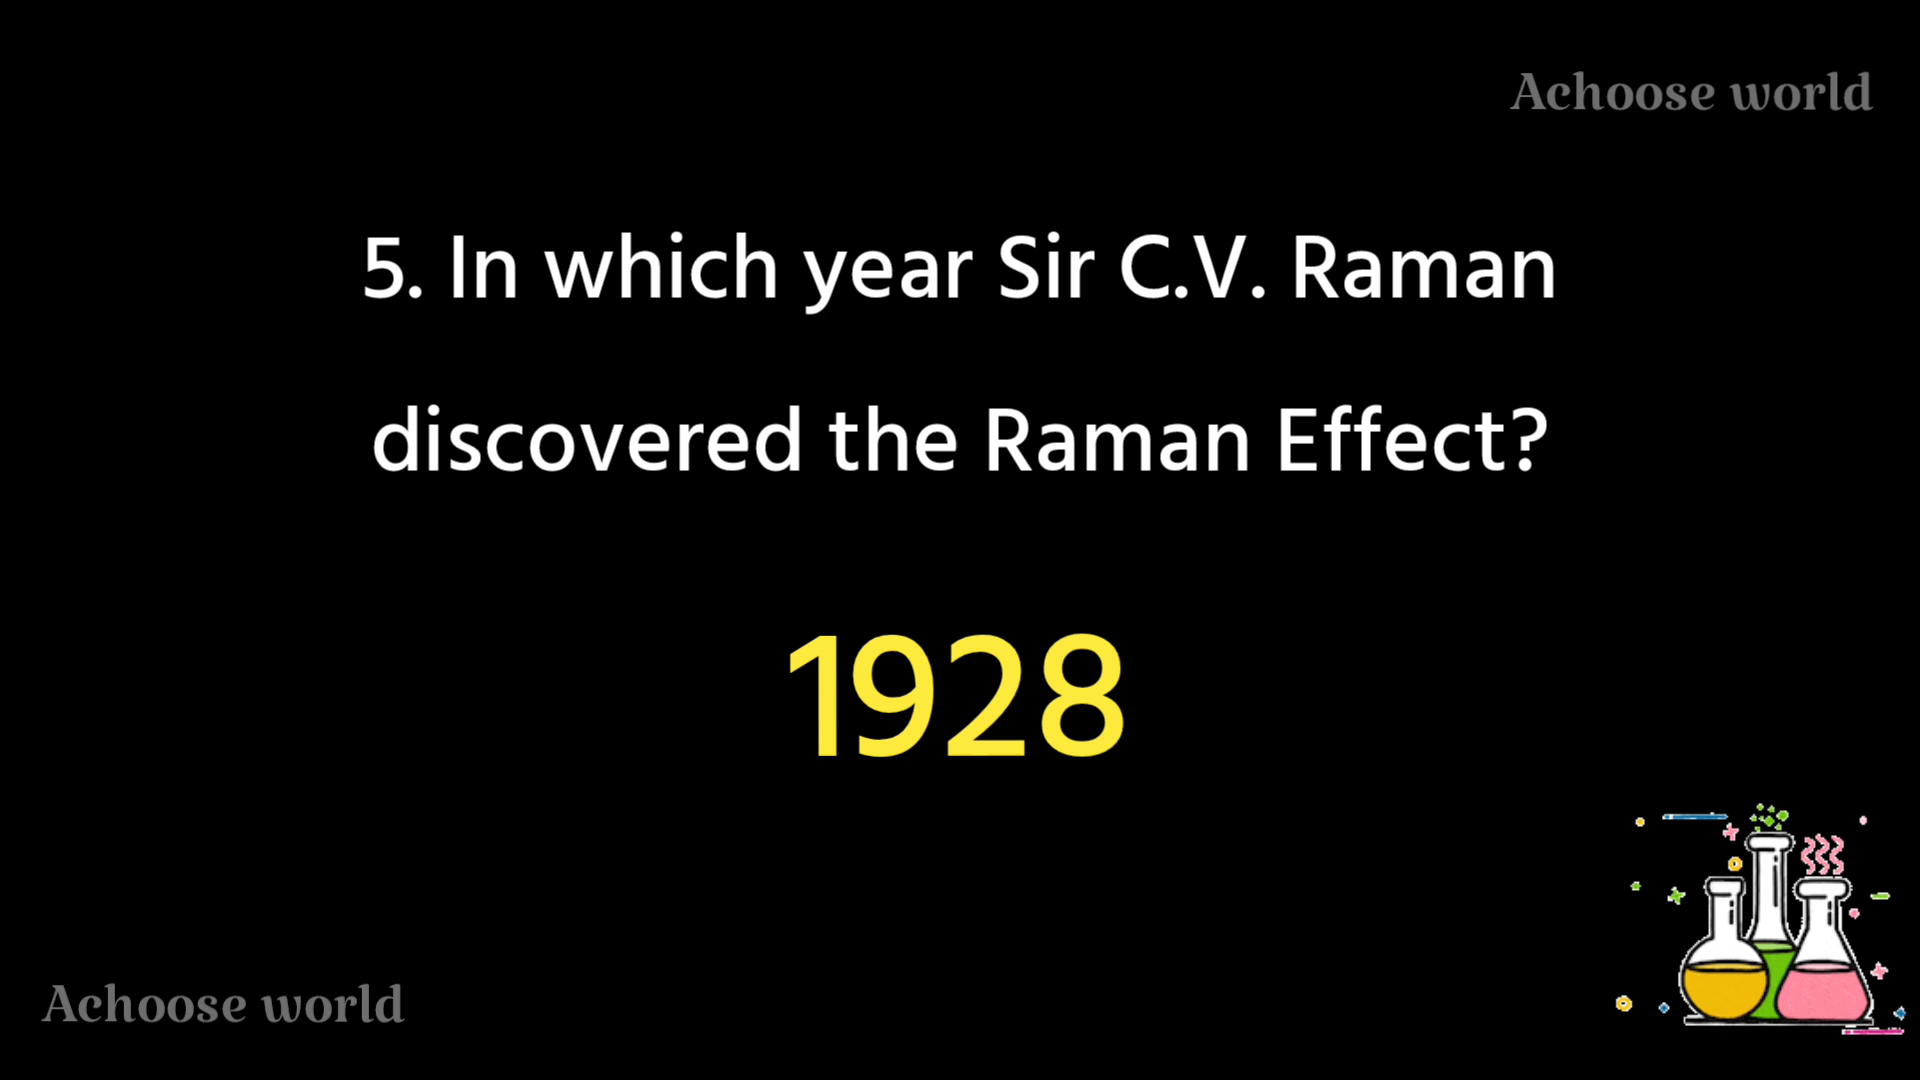 Achoose world
5. In which year Sir C.V. Raman
discovered the Raman Effect?
1928
Achoose world